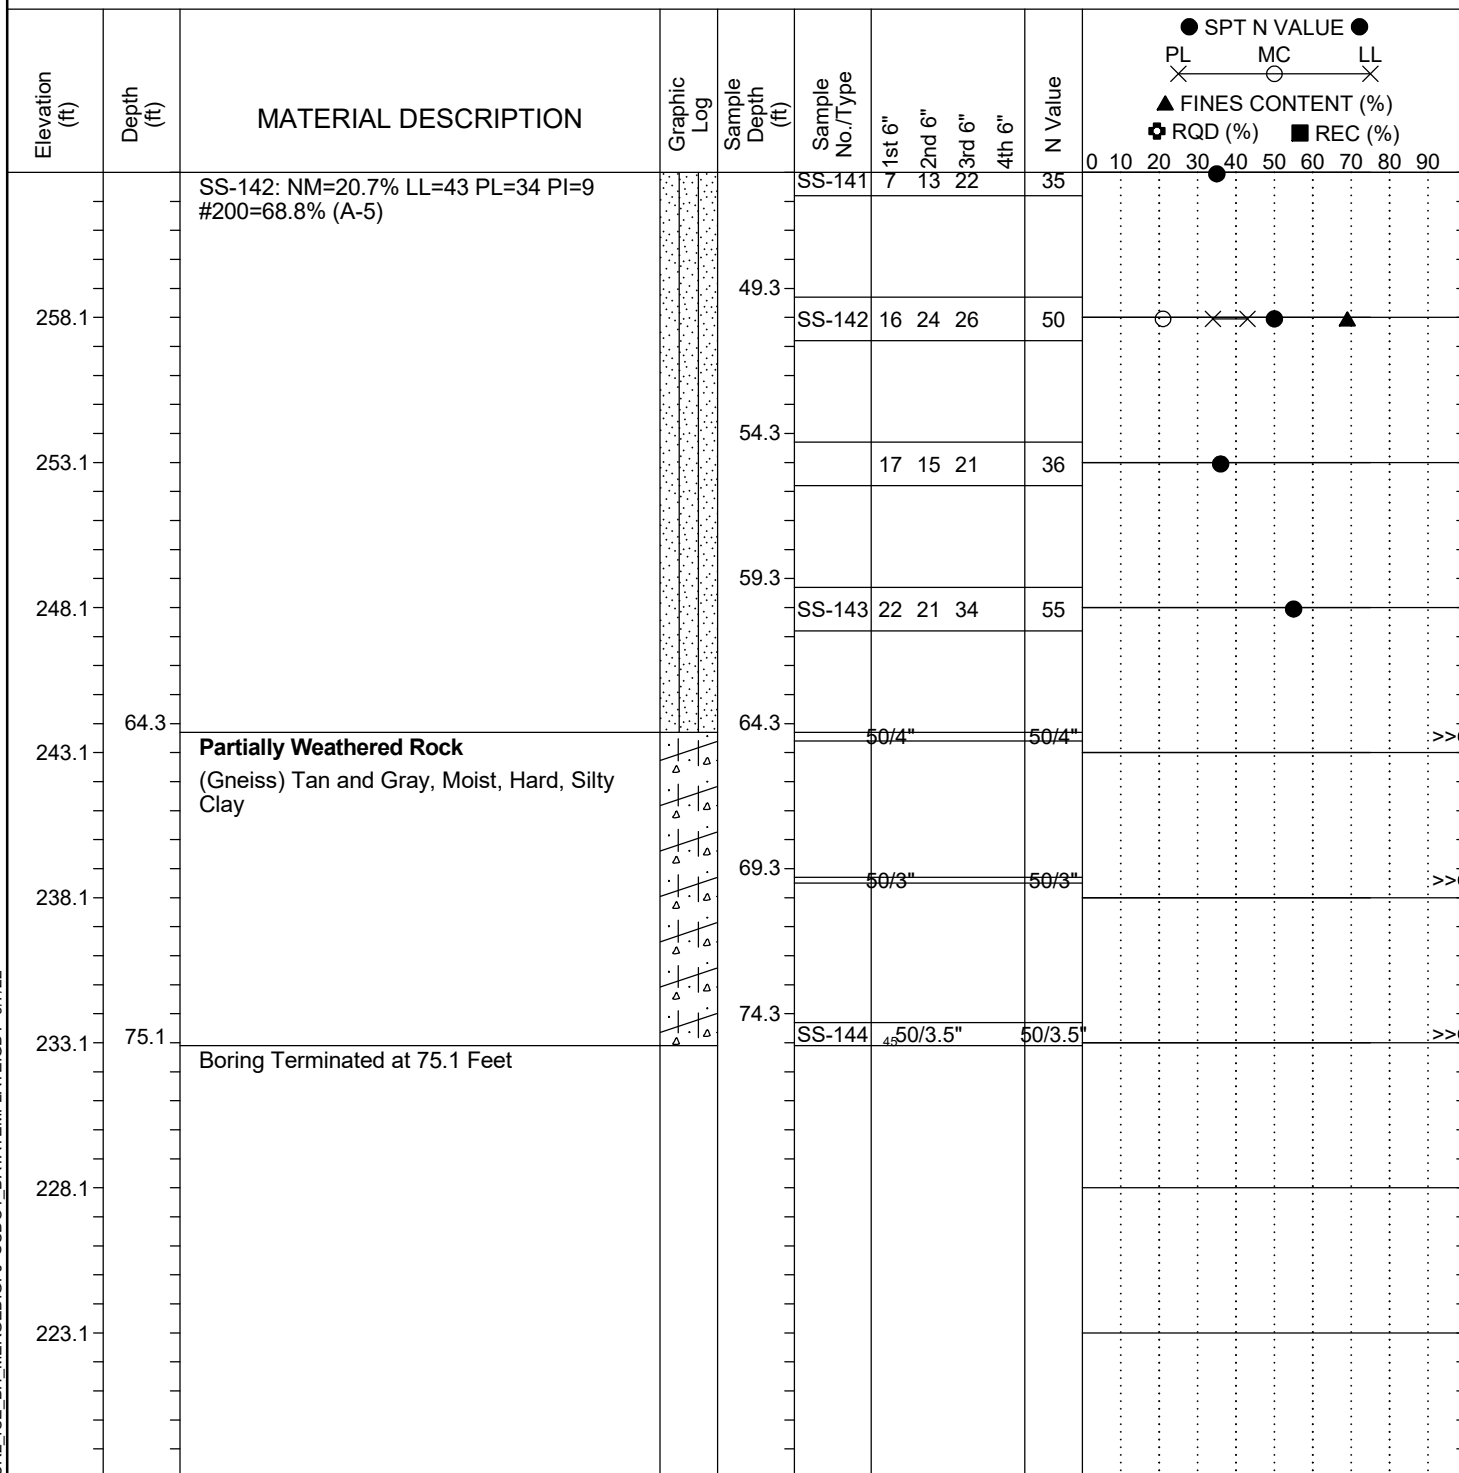 ● SPT N VALUE ●
PL MC LL
▲ FINES CONTENT (%)
RQD (%) ■ REC (%)
0 10 20 30 40 50 60 70 80 90
Elevation (ft)
Depth (ft)
MATERIAL DESCRIPTION
Graphic Log
Sample Depth (ft)
Sample No./Type
1st 6"
2nd 6"
3rd 6"
4th 6"
N Value
SS-142: NM=20.7% LL=43 PL=34 PI=9
#200=68.8% (A-5)
SS-141 7 13 22 35
49.3
258.1 SS-142 16 24 26 50
54.3
253.1 17 15 21 36
59.3
248.1 SS-143 22 21 34 55
64.3 64.3
50/4" 50/4" >>
243.1 Partially Weathered Rock
(Gneiss) Tan and Gray, Moist, Hard, Silty
Clay
69.3
50/3" 50/3" >>
238.1
74.3
233.1 75.1 SS-144 45 50/3.5" 50/3.5" >>
Boring Terminated at 75.1 Feet
228.1
223.1